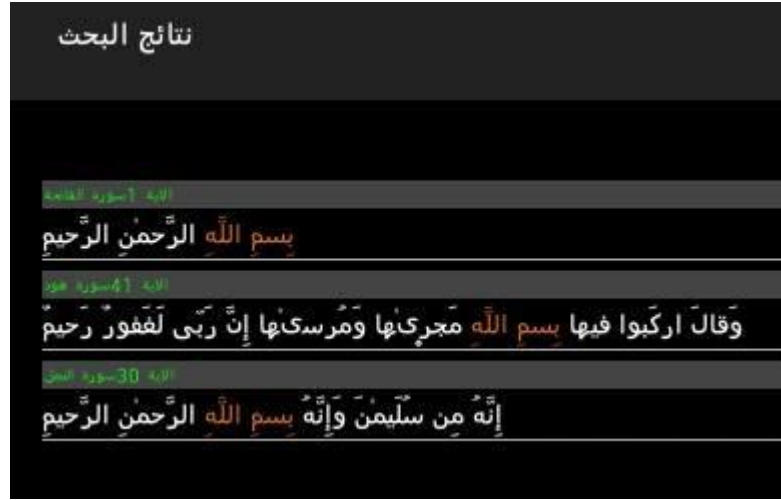 نتائج البحث
الاية 1سورة الفاتحة
بِسمِ اللَّهِ الرَّحمٰنِ الرَّحيمِ
الاية 41سورة هود
وَقالَ اركَبوا فيها بِسمِ اللَّهِ مَجر۪ىٰها وَمُرسىٰها إِنَّ رَبّى لَغَفورٌ رَحيمٌ
الاية 30سورة النمل
إِنَّهُ مِن سُلَيمٰنَ وَإِنَّهُ بِسمِ اللَّهِ الرَّحمٰنِ الرَّحيمِ